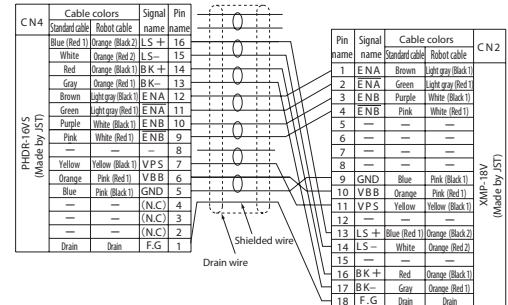 CN4 Cable colors Signal name Pin name
Standard cable Robot cable
Blue (Red 1) Orange (Black 2) LS+ 16
White Orange (Red 2) LS− 15
Red Orange (Black 1) BK+ 14
Gray Orange (Red 1) BK− 13
Brown Light gray (Black 1) ENA 12
Green Light gray (Red 1) E̅N̅A̅ 11
Purple White (Black 1) ENB 10
Pink White (Red 1) E̅N̅B̅ 9
− − − 8
Yellow Yellow (Black 1) VPS 7
Orange Pink (Red 1) VBB 6
Blue Pink (Black 1) GND 5
— — (N.C) 4
— — (N.C) 3
— — (N.C) 2
Drain Drain F.G 1
PHDR-16VS
(Made by JST)
Shielded wire
Drain wire
Pin name Signal name Cable colors CN2
Standard cable Robot cable
1 ENA Brown Light gray (Black 1)
2 E̅N̅A̅ Green Light gray (Red 1)
3 ENB Purple White (Black 1)
4 E̅N̅B̅ Pink White (Red 1)
5 — — —
6 — — —
7 — — —
8 — — —
9 GND Blue Pink (Black 1)
10 VBB Orange Pink (Red 1)
11 VPS Yellow Yellow (Black 1)
12 — — —
13 LS+ Blue (Red 1) Orange (Black 2)
14 LS− White Orange (Red 2)
15 — — —
16 BK+ Red Orange (Black 1)
17 BK− Gray Orange (Red 1)
18 F.G Drain Drain
XMP-18V
(Made by JST)